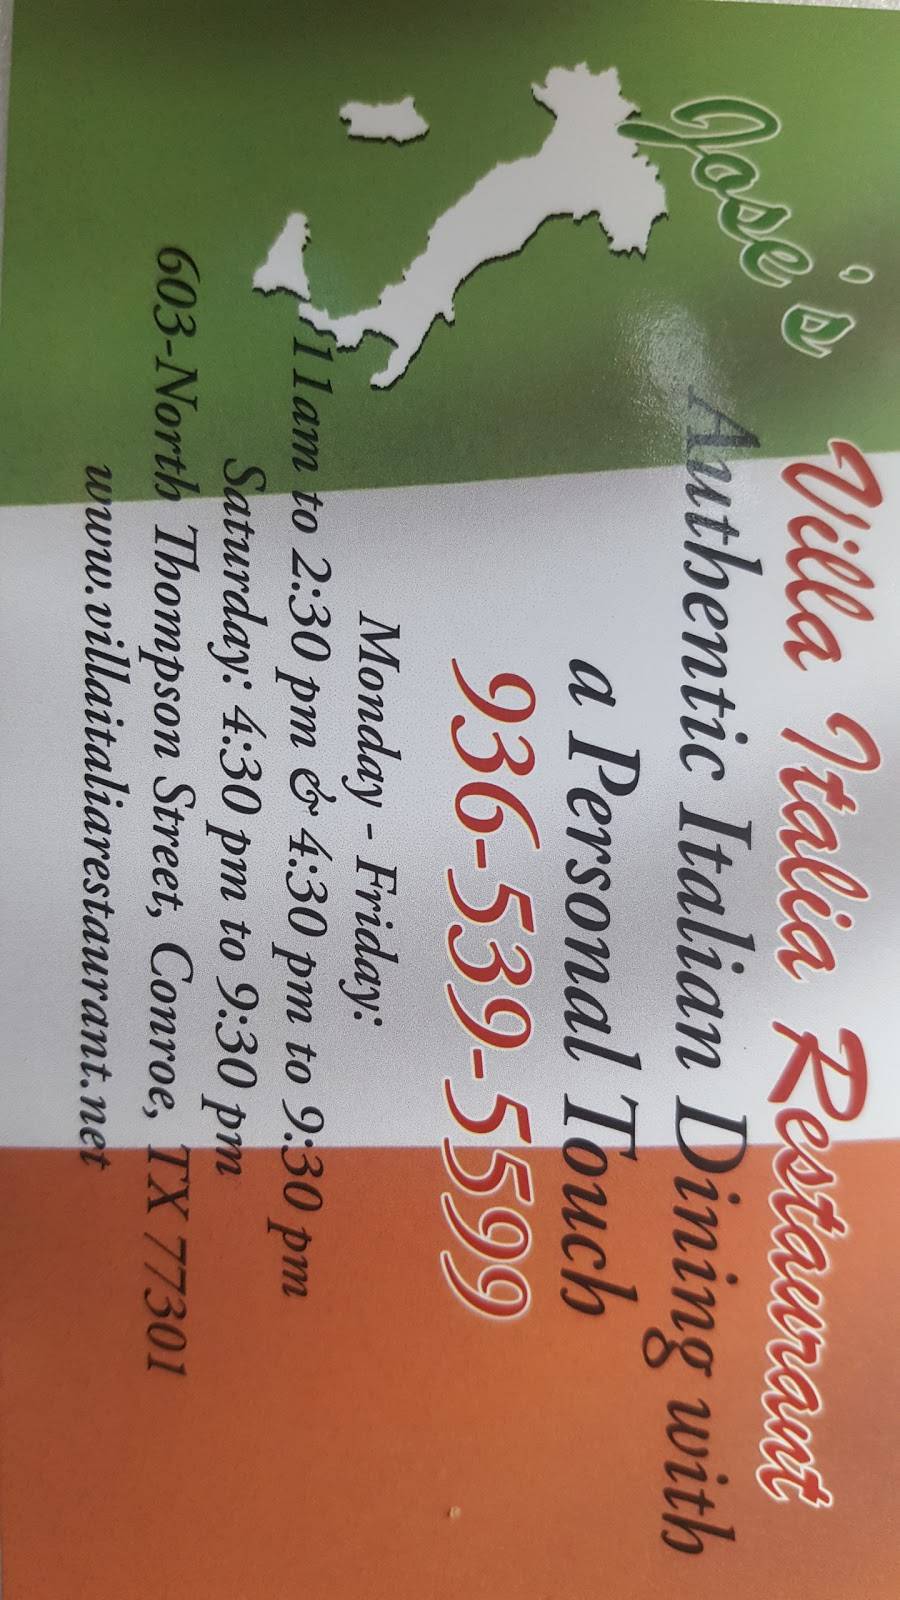 Jose's
Villa Italia Restaurant
Authentic Italian Dining with
a Personal Touch
936-539-5599
Monday - Friday:
11am to 2:30 pm & 4:30 pm to 9:30 pm
Saturday: 4:30 pm to 9:30 pm
603-North Thompson Street, Conroe, TX 77301
www.villaitaliarestaurant.net